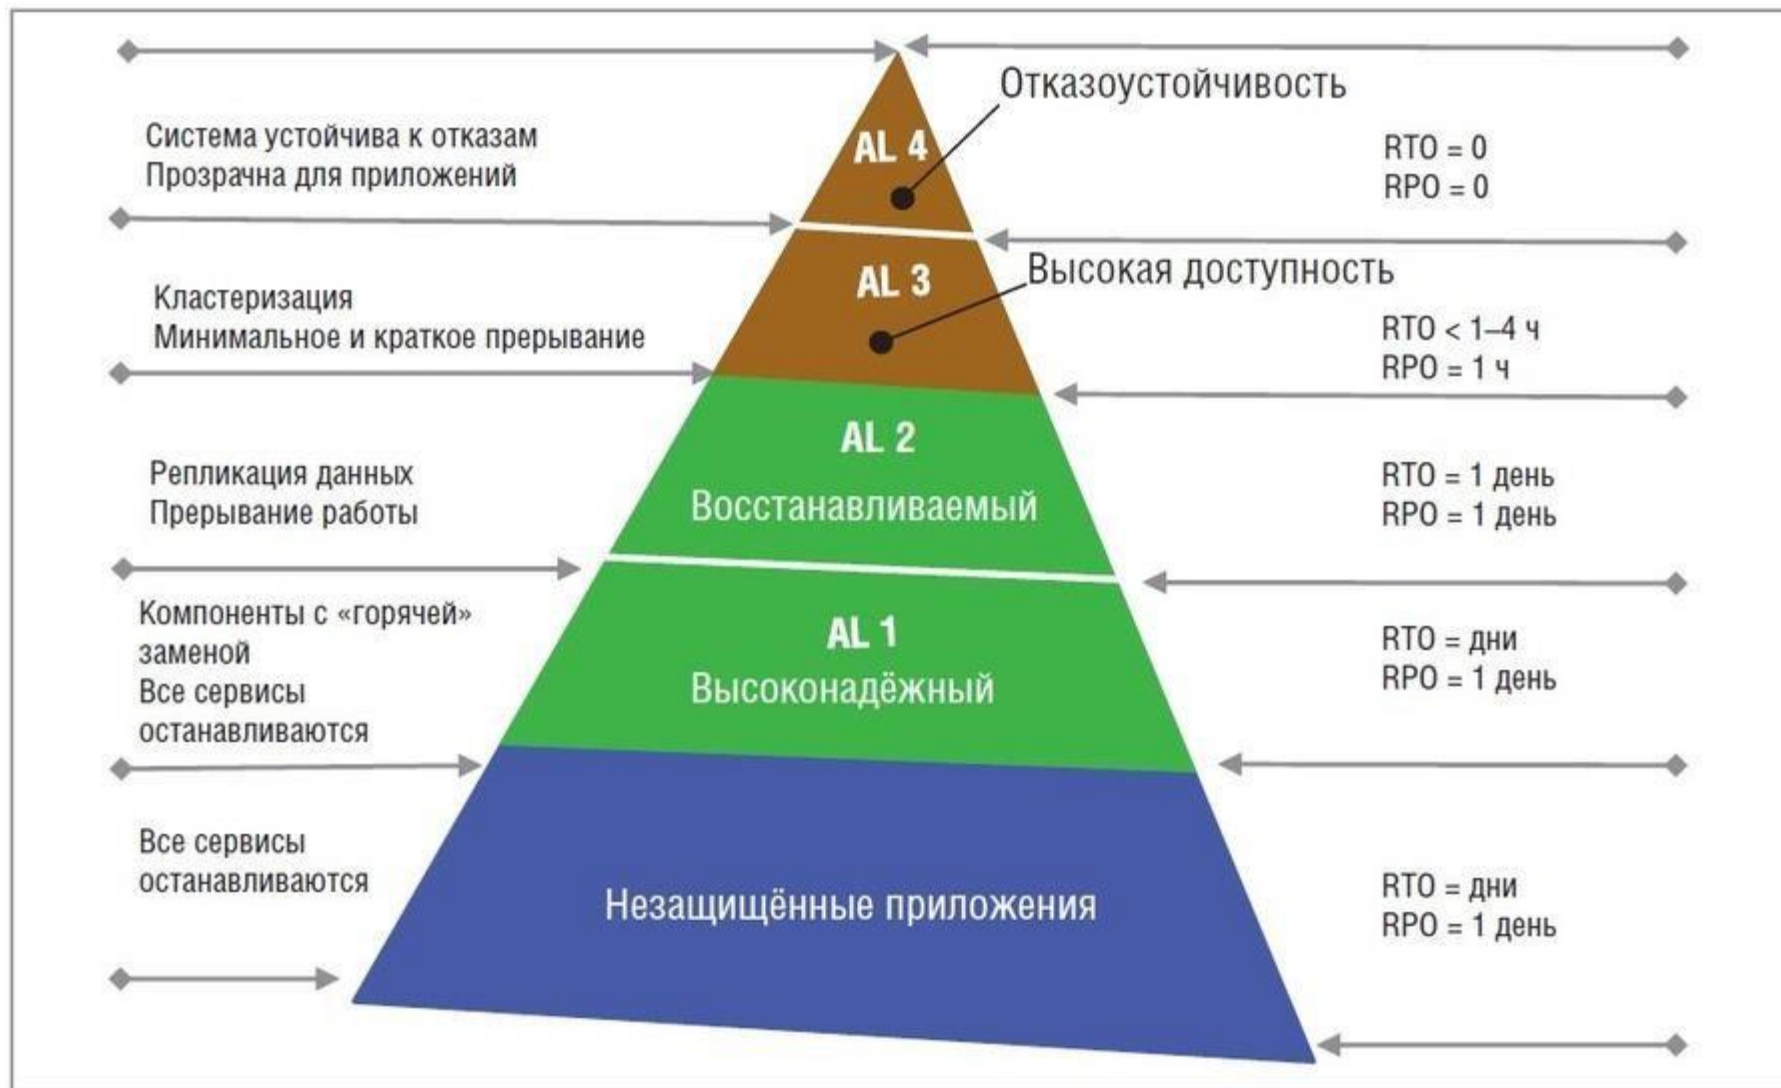 Отказоустойчивость
Система устойчива к отказам
Прозрачна для приложений
AL 4
RTO = 0
RPO = 0
Высокая доступность
Кластеризация
Минимальное и краткое прерывание
AL 3
RTO < 1–4 ч
RPO = 1 ч
Репликация данных
Прерывание работы
AL 2
Восстанавливаемый
RTO = 1 день
RPO = 1 день
Компоненты с «горячей»
заменой
Все сервисы
останавливаются
AL 1
Высоконадёжный
RTO = дни
RPO = 1 день
Все сервисы
останавливаются
Незащищённые приложения
RTO = дни
RPO = 1 день